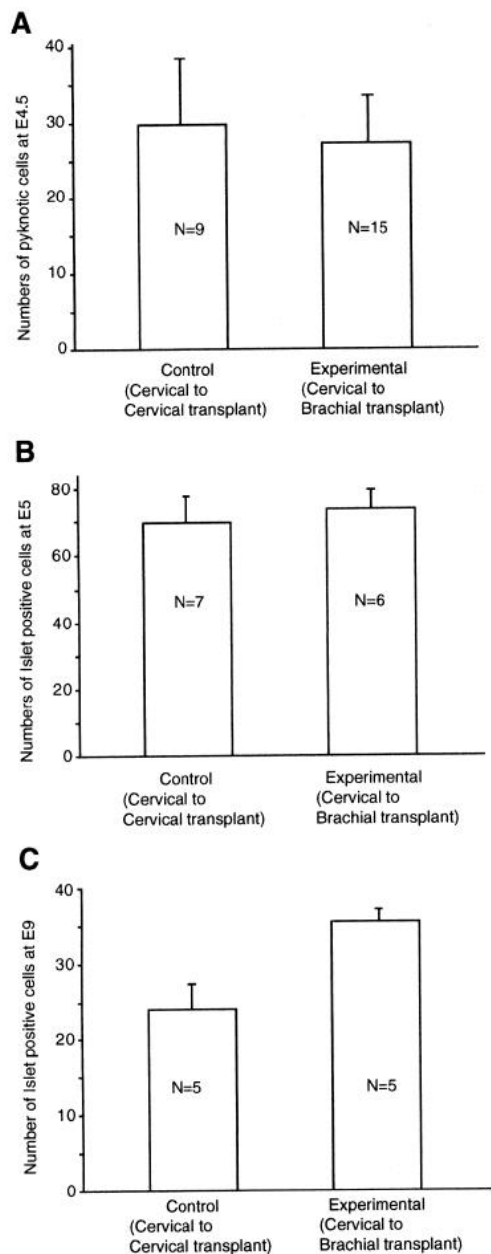 A
Numbers of pyknotic cells at E4.5
40
30
20
10
0
N=9
N=15
Control
(Cervical to
Cervical transplant)
Experimental
(Cervical to
Brachial transplant)
B
Numbers of Islet positive cells at E5
80
60
40
20
0
N=7
N=6
Control
(Cervical to
Cervical transplant)
Experimental
(Cervical to
Brachial transplant)
C
Number of Islet positive cells at E9
40
30
20
10
0
N=5
N=5
Control
(Cervical to
Cervical transplant)
Experimental
(Cervical to
Brachial transplant)